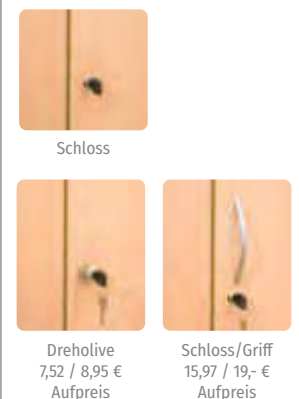 Schloss
Dreholive
7,52 / 8,95 €
Aufpreis
Schloss/Griff
15,97 / 19,- €
Aufpreis